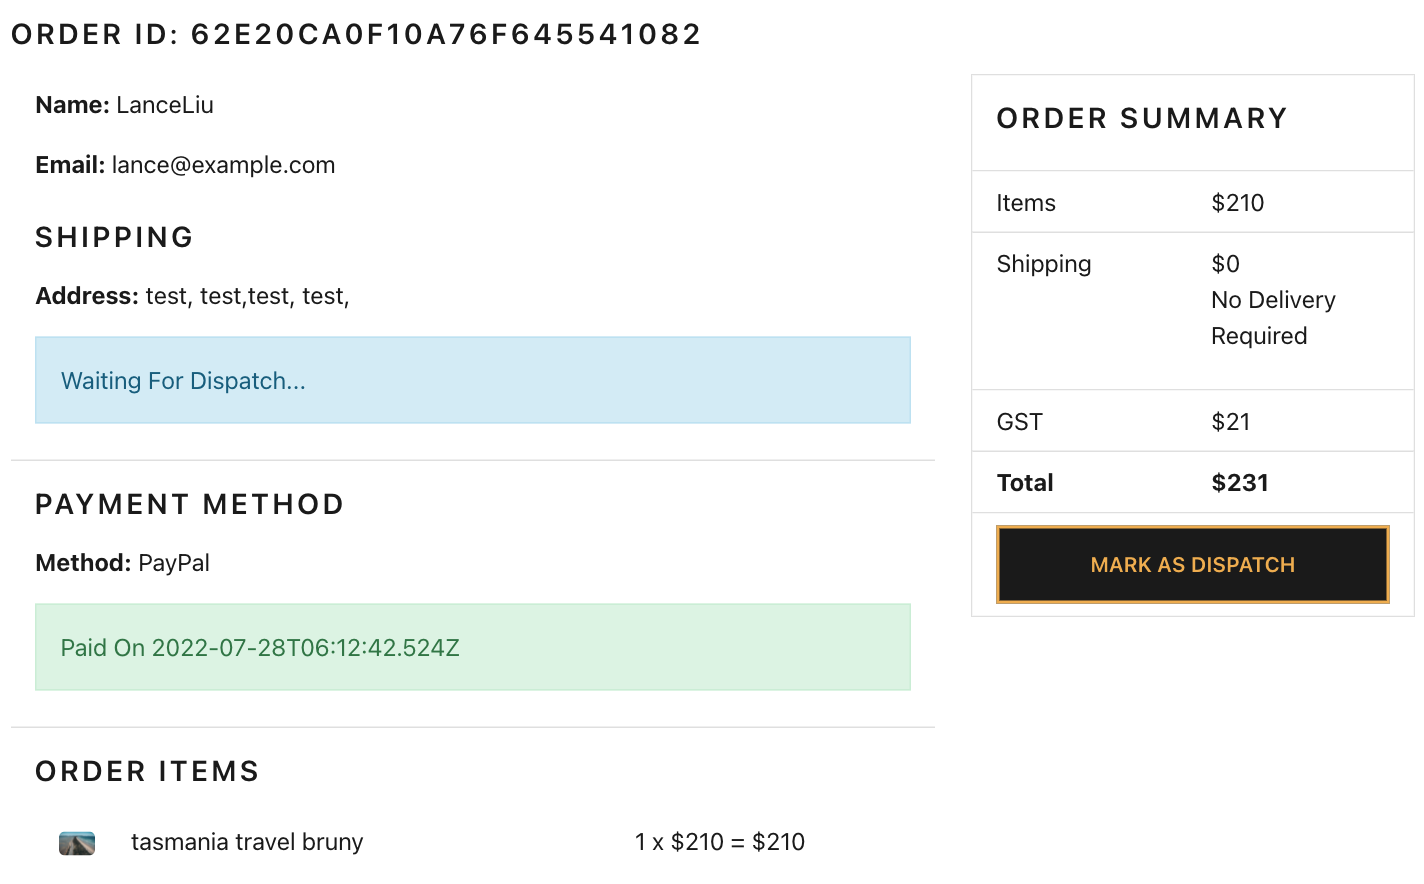 ORDER ID: 62E20CA0F10A76F645541082
Name: LanceLiu
Email: lance@example.com
SHIPPING
Address: test, test,test, test,
Waiting For Dispatch...
PAYMENT METHOD
Method: PayPal
Paid On 2022-07-28T06:12:42.524Z
ORDER ITEMS
tasmania travel bruny 1 x $210 = $210
ORDER SUMMARY
Items $210
Shipping $0
No Delivery
Required
GST $21
Total $231
MARK AS DISPATCH